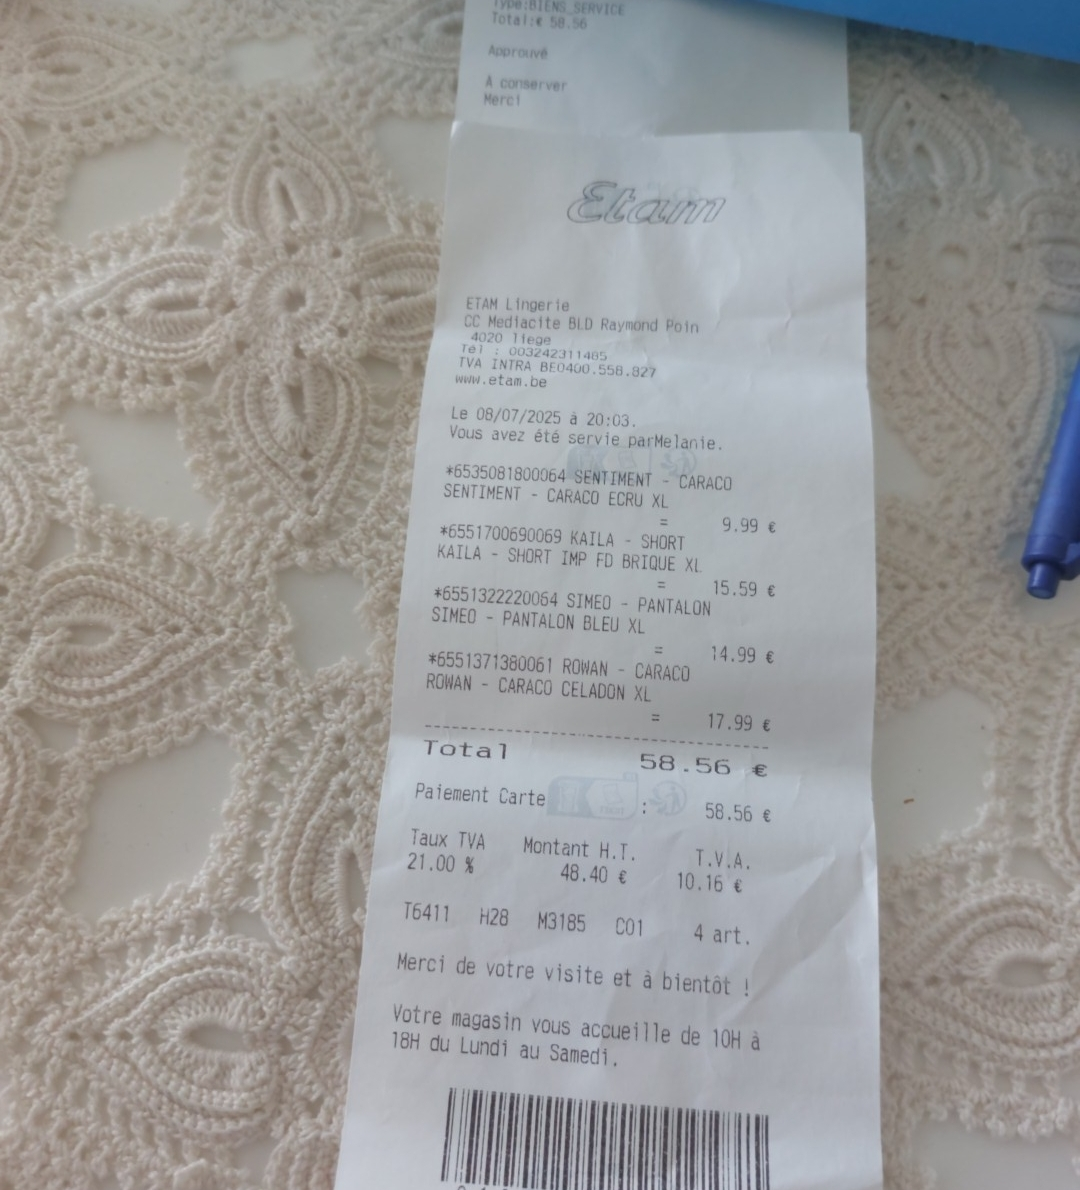 Type:BIENS_SERVICE
Total:€ 58.56
Approuvé
A conserver
Merci
Etam
ETAM Lingerie
CC Mediacite BLD Raymond Poin
4020 liege
Tél : 003242311485
TVA INTRA BE0400.558.827
www.etam.be
Le 08/07/2025 à 20:03.
Vous avez été servie parMelanie.
*6535081800064 SENTIMENT - CARACO
SENTIMENT - CARACO ECRU XL
= 9.99 €
*6551700690069 KAILA - SHORT
KAILA - SHORT IMP FD BRIQUE XL
= 15.59 €
*6551322220064 SIMEO - PANTALON
SIMEO - PANTALON BLEU XL
= 14.99 €
*6551371380061 ROWAN - CARACO
ROWAN - CARACO CELADON XL
= 17.99 €
Total 58.56 €
Paiement Carte : 58.56 €
Taux TVA Montant H.T. T.V.A.
21.00 % 48.40 € 10.16 €
T6411 H28 M3185 C01 4 art.
Merci de votre visite et à bientôt !
Votre magasin vous accueille de 10H à
18H du Lundi au Samedi.